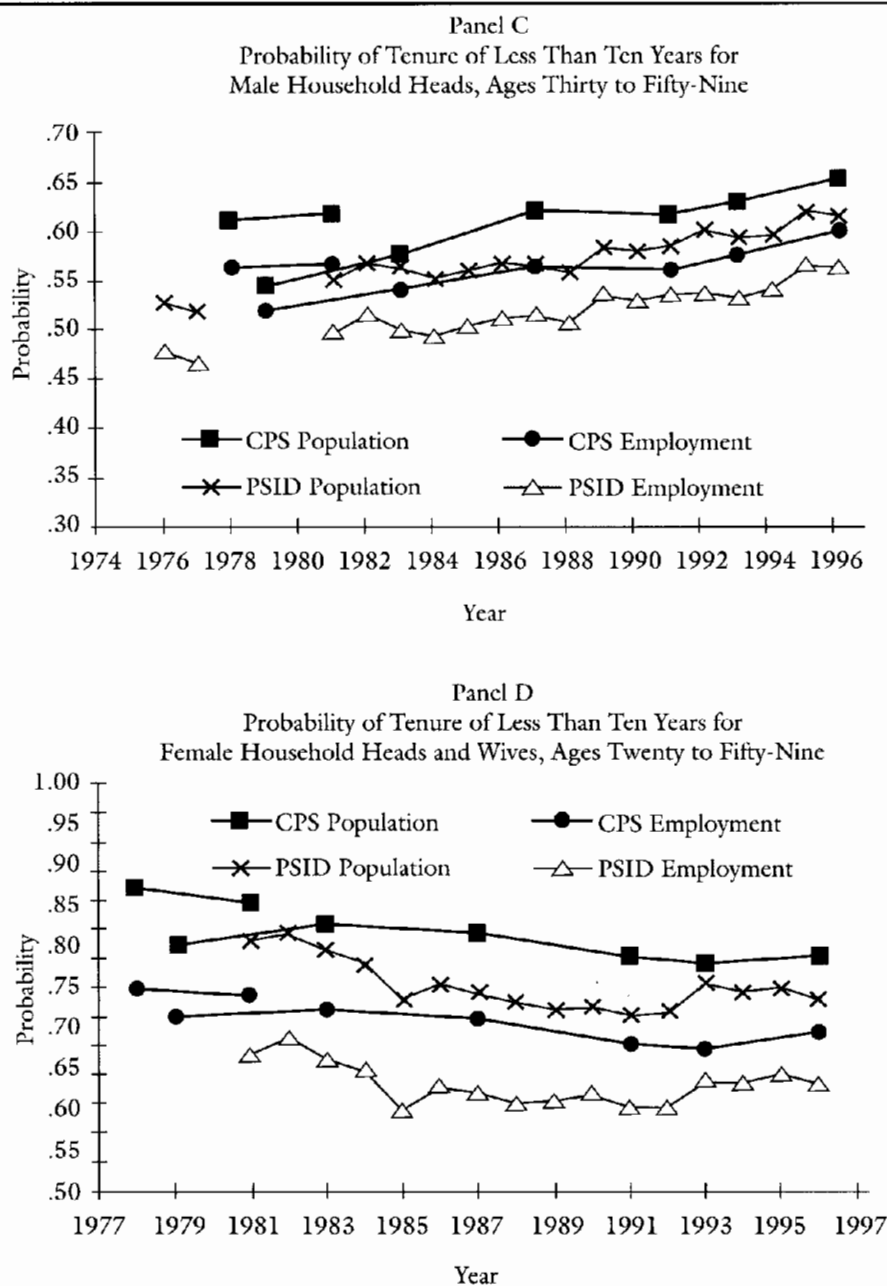 Panel C
Probability of Tenure of Less Than Ten Years for
Male Household Heads, Ages Thirty to Fifty-Nine
.70
.65
.60
.55
.50
.45
.40
.35
.30
Probability
CPS Population
CPS Employment
PSID Population
PSID Employment
1974 1976 1978 1980 1982 1984 1986 1988 1990 1992 1994 1996
Year
Panel D
Probability of Tenure of Less Than Ten Years for
Female Household Heads and Wives, Ages Twenty to Fifty-Nine
1.00
.95
.90
.85
.80
.75
.70
.65
.60
.55
.50
Probability
CPS Population
CPS Employment
PSID Population
PSID Employment
1977 1979 1981 1983 1985 1987 1989 1991 1993 1995 1997
Year